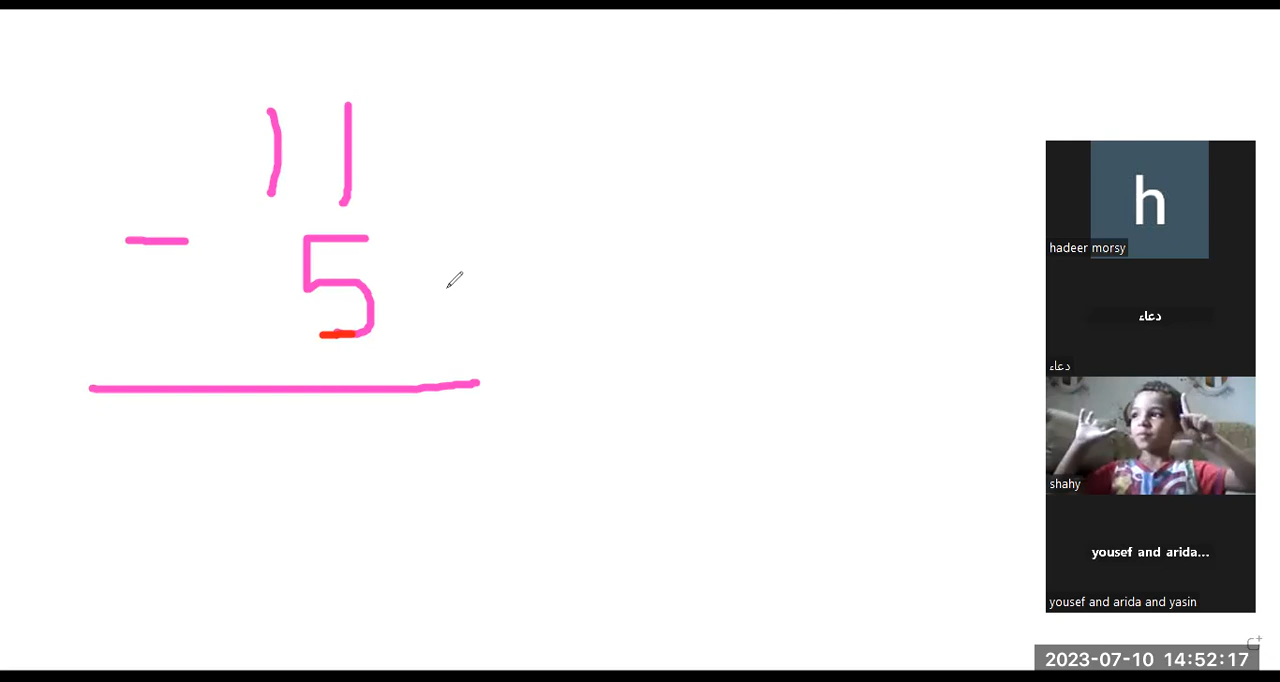 11
- 5
h
hadeer morsy
دعاء
دعاء
shahy
yousef and arida...
yousef and arida and yasin
2023-07-10 14:52:17